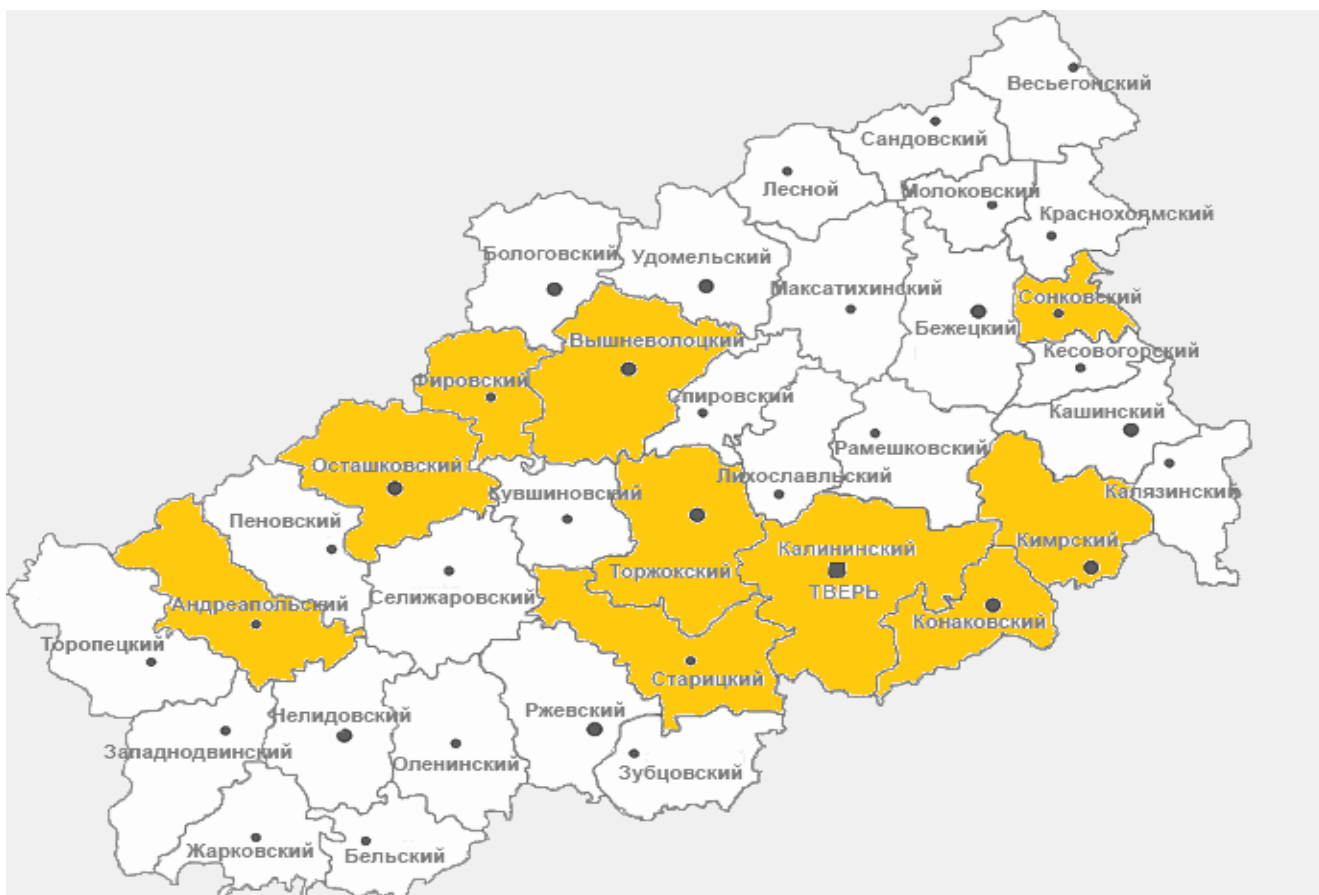 Весьегонский
Сандовский
Лесной
Молоковский
Краснохолмский
Бологовский
Удомельский
Максатихинский
Сонковский
Бежецкий
Вышневолоцкий
Кесовогорский
Фировский
Спировский
Кашинский
Рамешковский
Осташковский
Лихославльский
Кувшиновский
Калязинский
Пеновский
Калининский
Кимрский
Торжокский
ТВЕРЬ
Селижаровский
Андреапольский
Конаковский
Торопецкий
Старицкий
Нелидовский
Ржевский
Западнодвинский
Оленинский
Зубцовский
Жарковский
Бельский